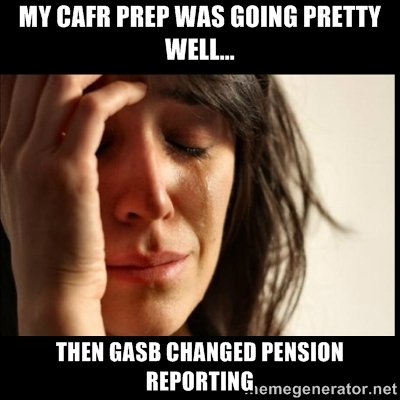 MY CAFR PREP WAS GOING PRETTY
WELL...
THEN GASB CHANGED PENSION
REPORTING
memegenerator.net